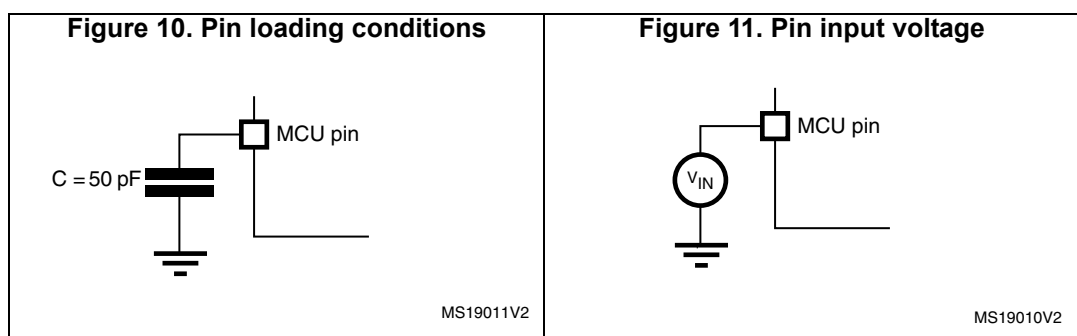 Figure 10. Pin loading conditions
MCU pin
C = 50 pF
MS19011V2
Figure 11. Pin input voltage
MCU pin
VIN
MS19010V2